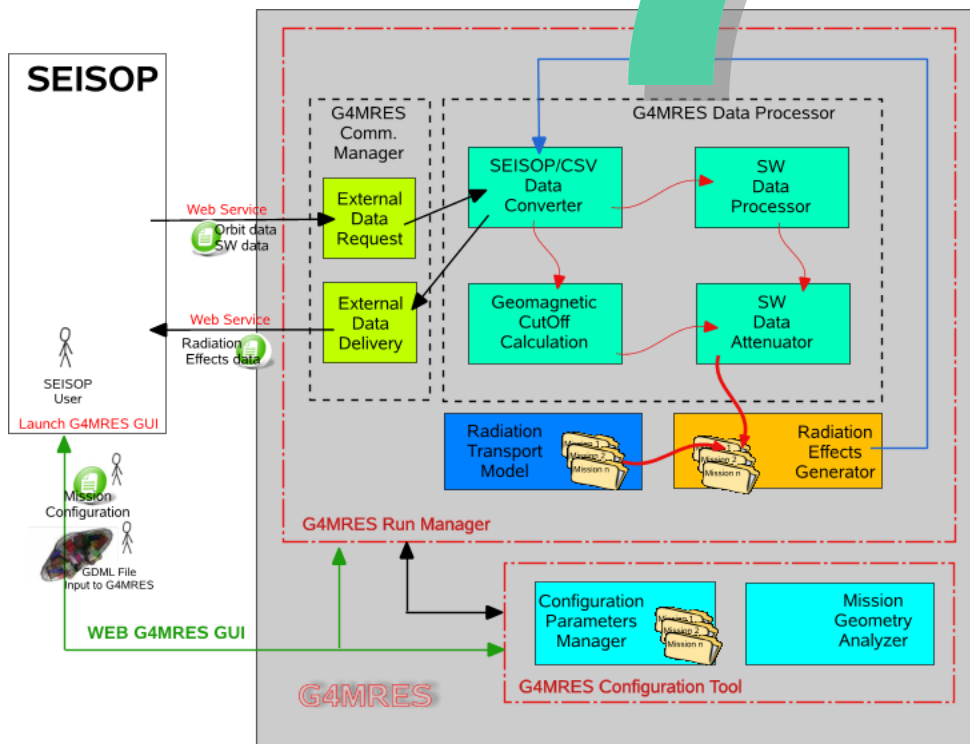 SEISOP
G4MRES
Comm.
Manager
G4MRES Data Processor
External
Data
Request
SEISOP/CSV
Data
Converter
SW
Data
Processor
Web Service
Orbit data
SW data
External
Data
Delivery
Geomagnetic
CutOff
Calculation
SW
Data
Attenuator
Web Service
Radiation
Effects data
SEISOP
User
Launch G4MRES GUI
Radiation
Transport
Model
Mission 1
Mission 2
Mission n
Mission 1
Mission 2
Mission n
Radiation
Effects
Generator
G4MRES Run Manager
Mission
Configuration
GDML File
Input to G4MRES
WEB G4MRES GUI
Configuration
Parameters
Manager
Mission 1
Mission 2
Mission n
Mission
Geometry
Analyzer
G4MRES Configuration Tool
G4MRES